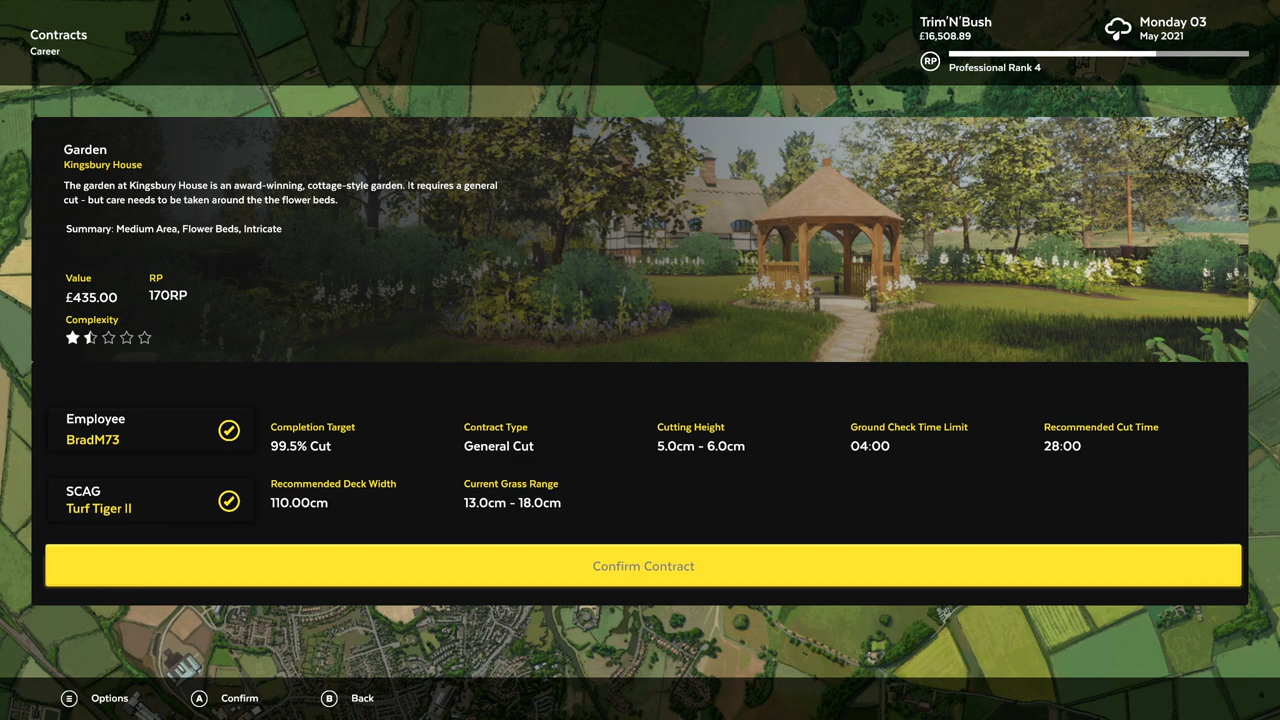 Contracts
Career
Trim'N'Bush
£16,508.89
Monday 03
May 2021
RP
Professional Rank 4
Garden
Kingsbury House
The garden at Kingsbury House is an award-winning, cottage-style garden. It requires a general
cut - but care needs to be taken around the the flower beds.
Summary: Medium Area, Flower Beds, Intricate
Value RP
£435.00 170RP
Complexity
Employee
BradM73
Completion Target Contract Type Cutting Height Ground Check Time Limit Recommended Cut Time
99.5% Cut General Cut 5.0cm - 6.0cm 04:00 28:00
SCAG
Turf Tiger II
Recommended Deck Width Current Grass Range
110.00cm 13.0cm - 18.0cm
Confirm Contract
Options A Confirm B Back